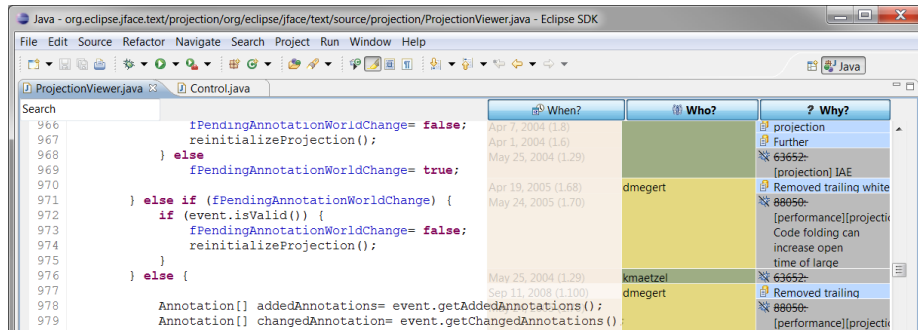 Java - org.eclipse.jface.text/projection/org/eclipse/jface/text/source/projection/ProjectionViewer.java - Eclipse SDK
File Edit Source Refactor Navigate Search Project Run Window Help
Java
ProjectionViewer.java Control.java
Search When? Who? ? Why?
966 fPendingAnnotationWorldChange= false; Apr 7, 2004 (1.8) projection
967 reinitializeProjection(); Apr 1, 2004 (1.6) Further
968 } else May 25, 2004 (1.29) 63652:
969 fPendingAnnotationWorldChange= true; [projection] IAE
970 Apr 19, 2005 (1.68) dmegert Removed trailing white
971 } else if (fPendingAnnotationWorldChange) { May 24, 2005 (1.70) 88050:
972 if (event.isValid()) { [performance][projectic
973 fPendingAnnotationWorldChange= false; Code folding can
974 reinitializeProjection(); increase open
975 } time of large
976 } else { May 25, 2004 (1.29) kmaetzel 63652:
977 Sep 11, 2008 (1.100) dmegert Removed trailing
978 Annotation[] addedAnnotations= event.getAddedAnnotations(); 88050:
979 Annotation[] changedAnnotation= event.getChangedAnnotations() [performance][projectic